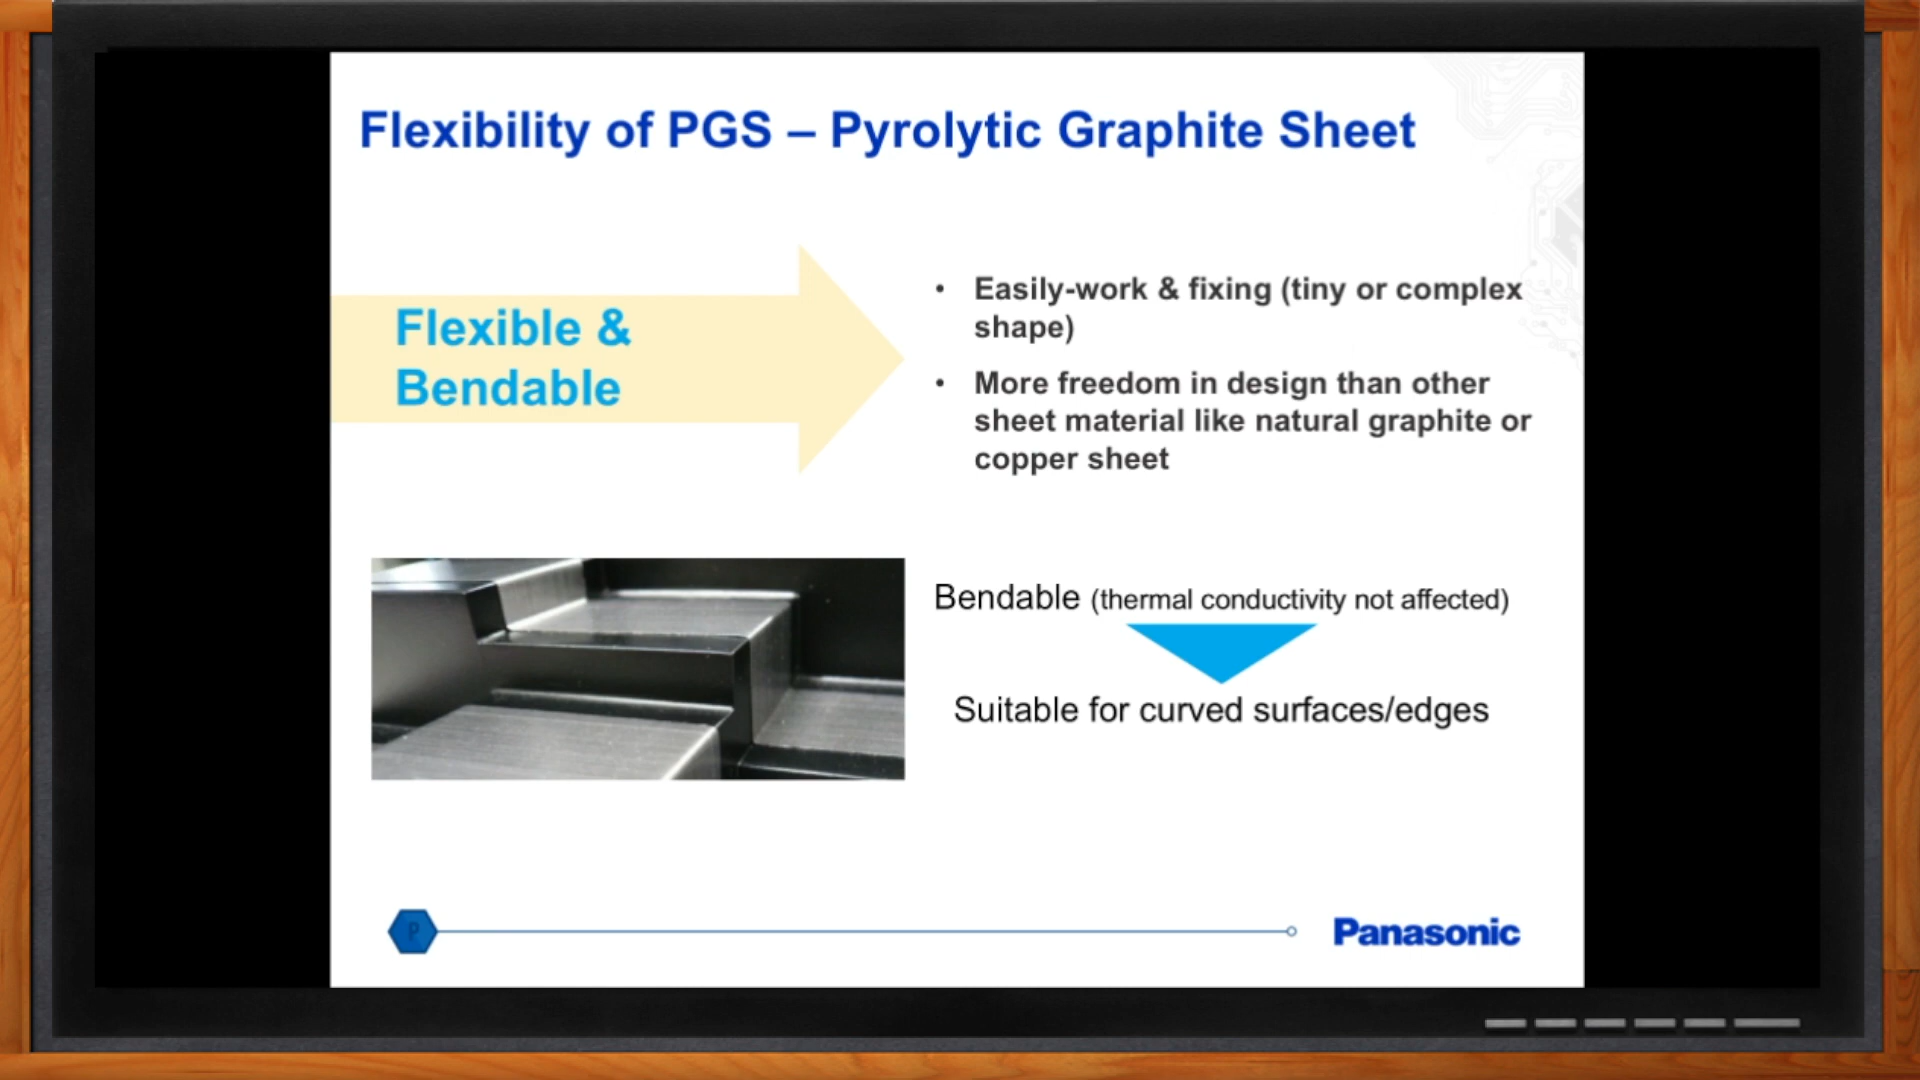 Flexibility of PGS – Pyrolytic Graphite Sheet
Flexible &
Bendable
• Easily-work & fixing (tiny or complex
shape)
• More freedom in design than other
sheet material like natural graphite or
copper sheet
Bendable (thermal conductivity not affected)
Suitable for curved surfaces/edges
P
Panasonic